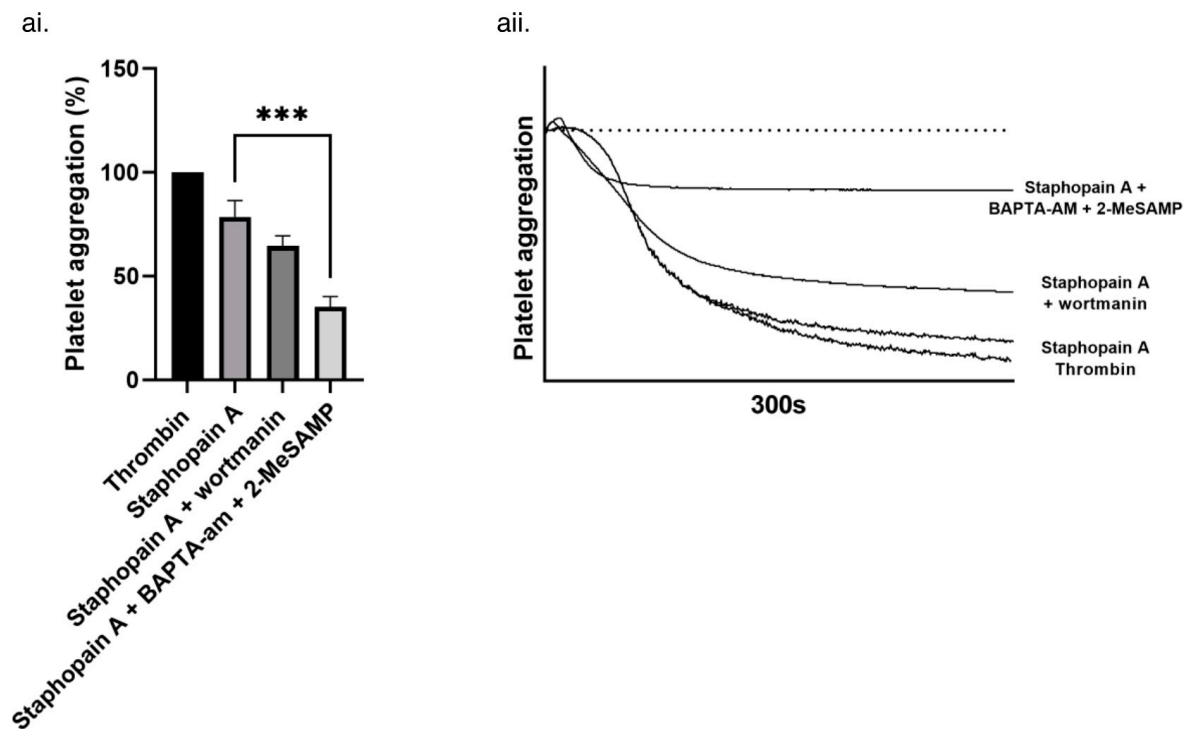 ai.
aii.
Platelet aggregation (%)
150
100
50
0
***
Thrombin
Staphopain A
Staphopain A + wortmanin
Staphopain A + BAPTA-am + 2-MeSAMP
Platelet aggregation
300s
Staphopain A +
BAPTA-AM + 2-MeSAMP
Staphopain A
+ wortmanin
Staphopain A
Thrombin